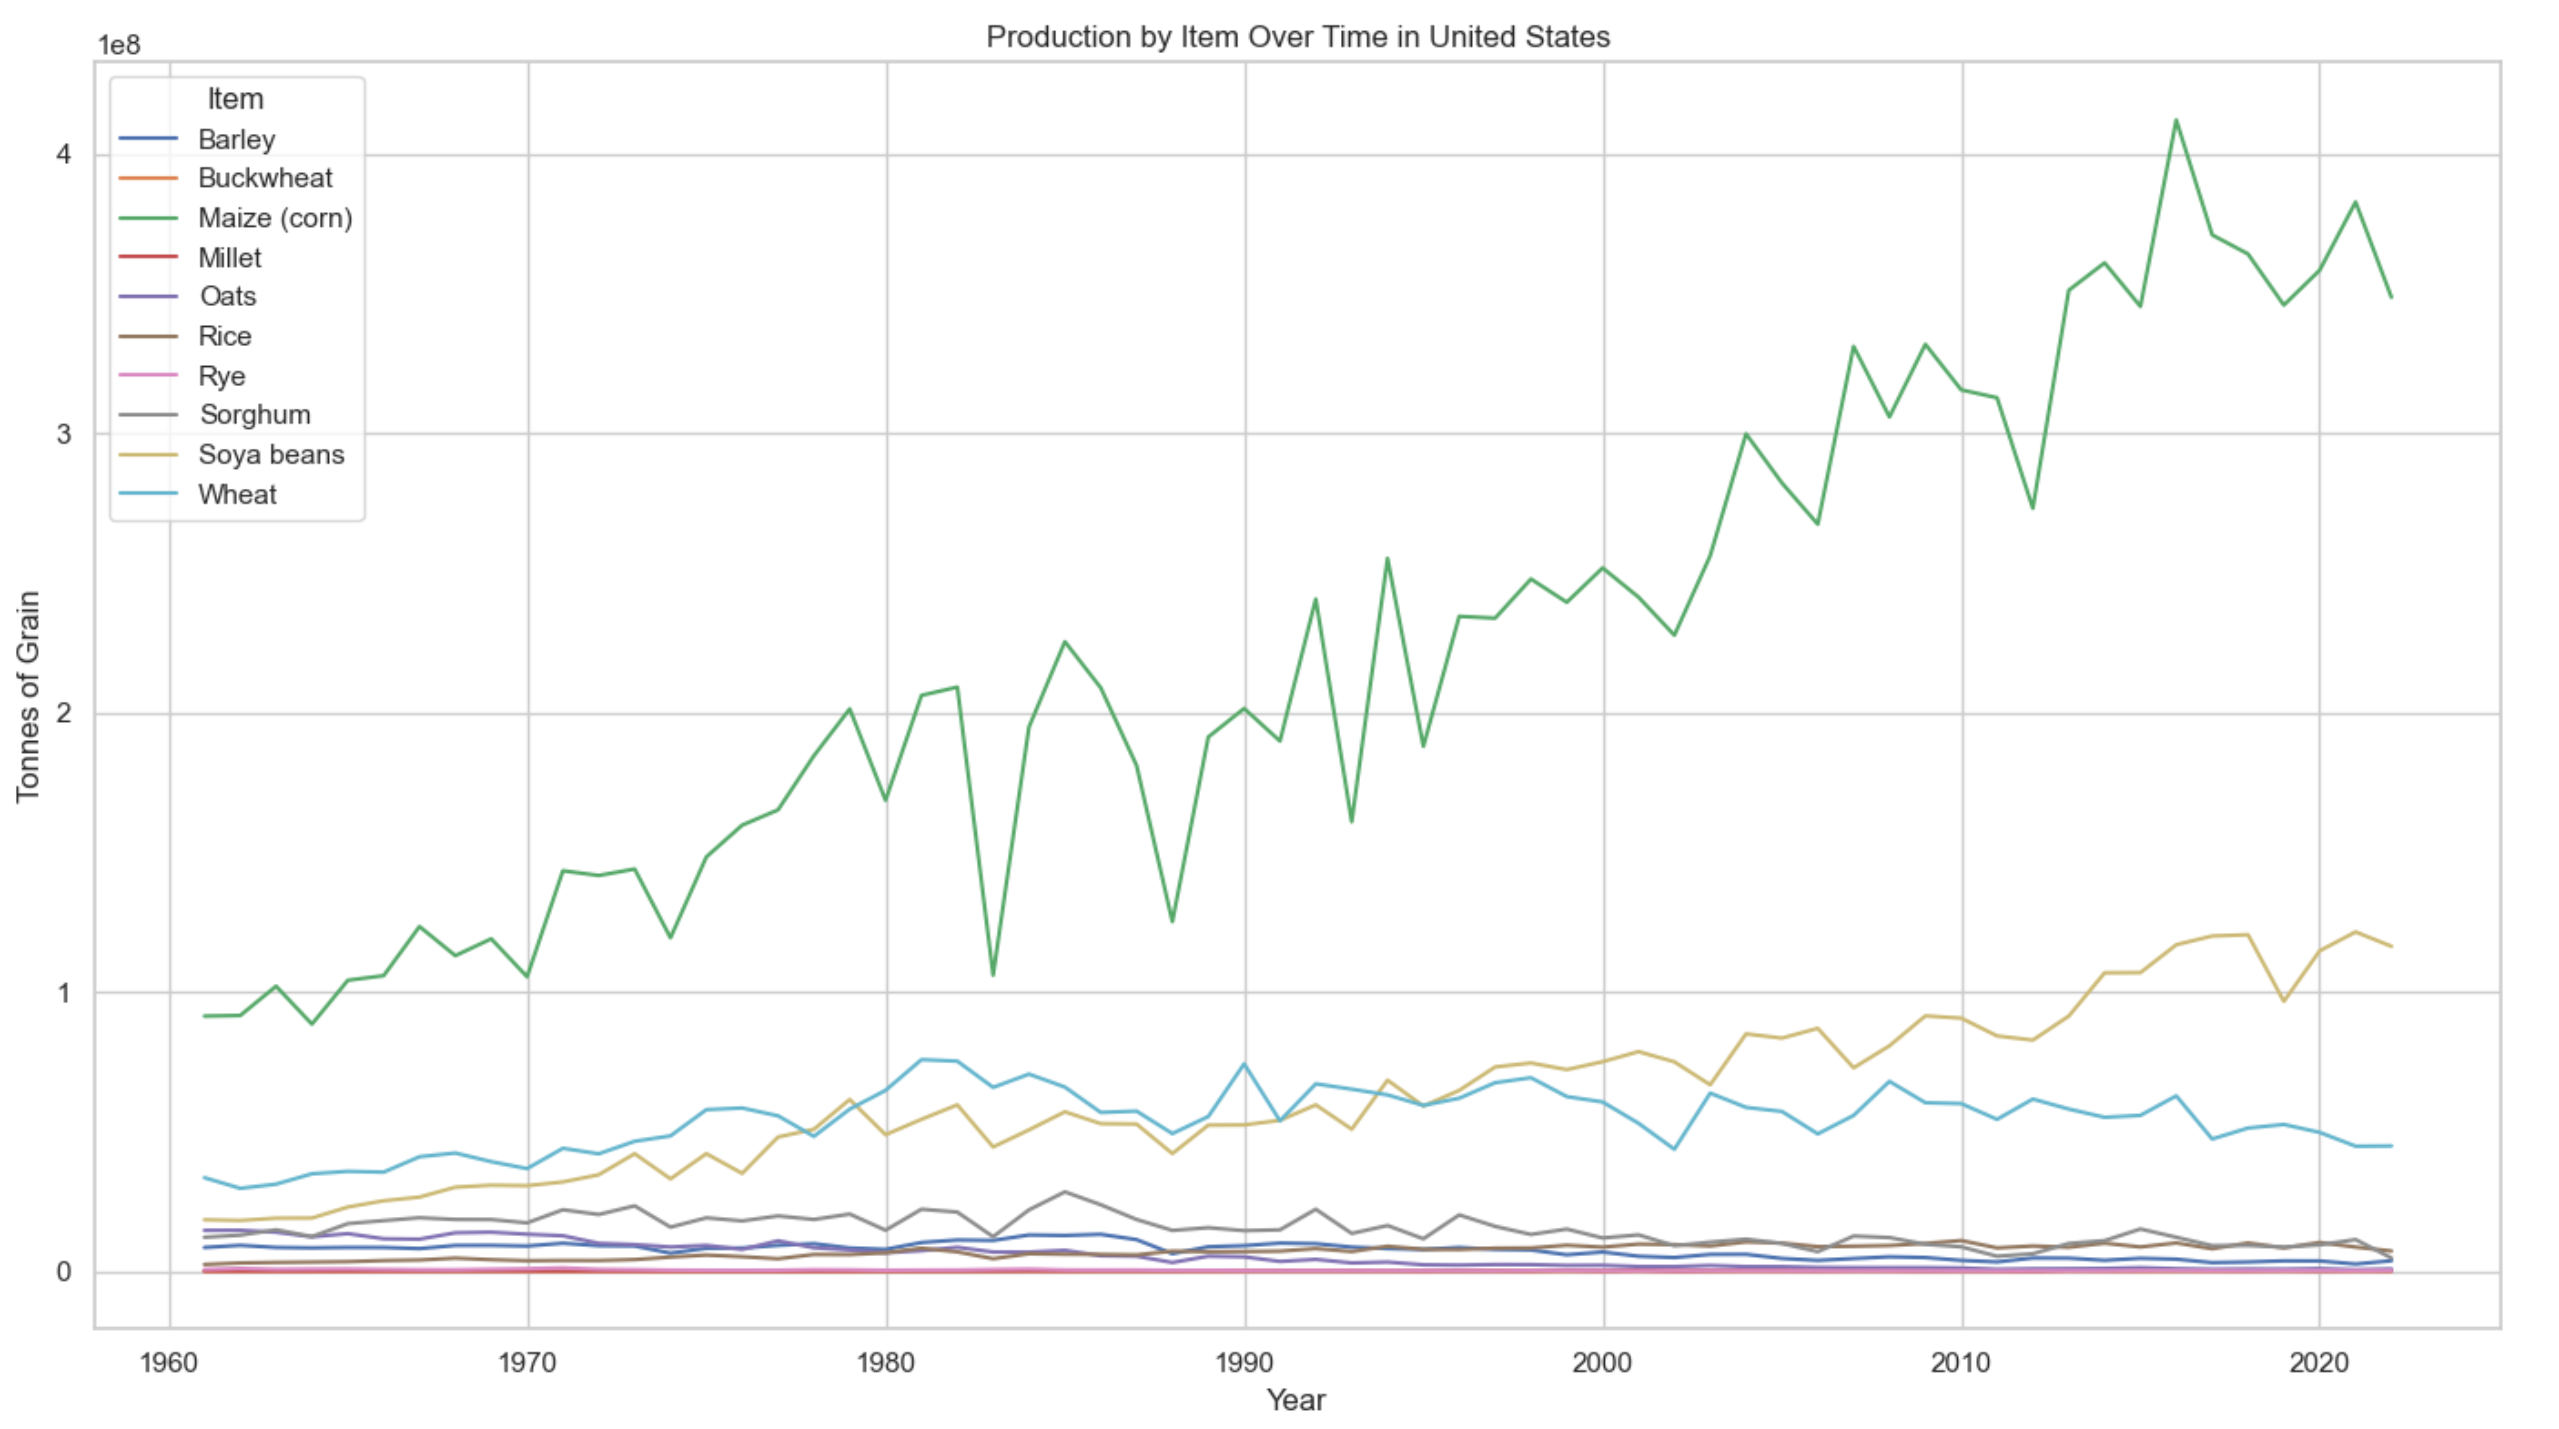 Production by Item Over Time in United States
1e8
Item
Barley
Buckwheat
Maize (corn)
Millet
Oats
Rice
Rye
Sorghum
Soya beans
Wheat
4
3
2
1
0
Tonnes of Grain
1960 1970 1980 1990 2000 2010 2020
Year